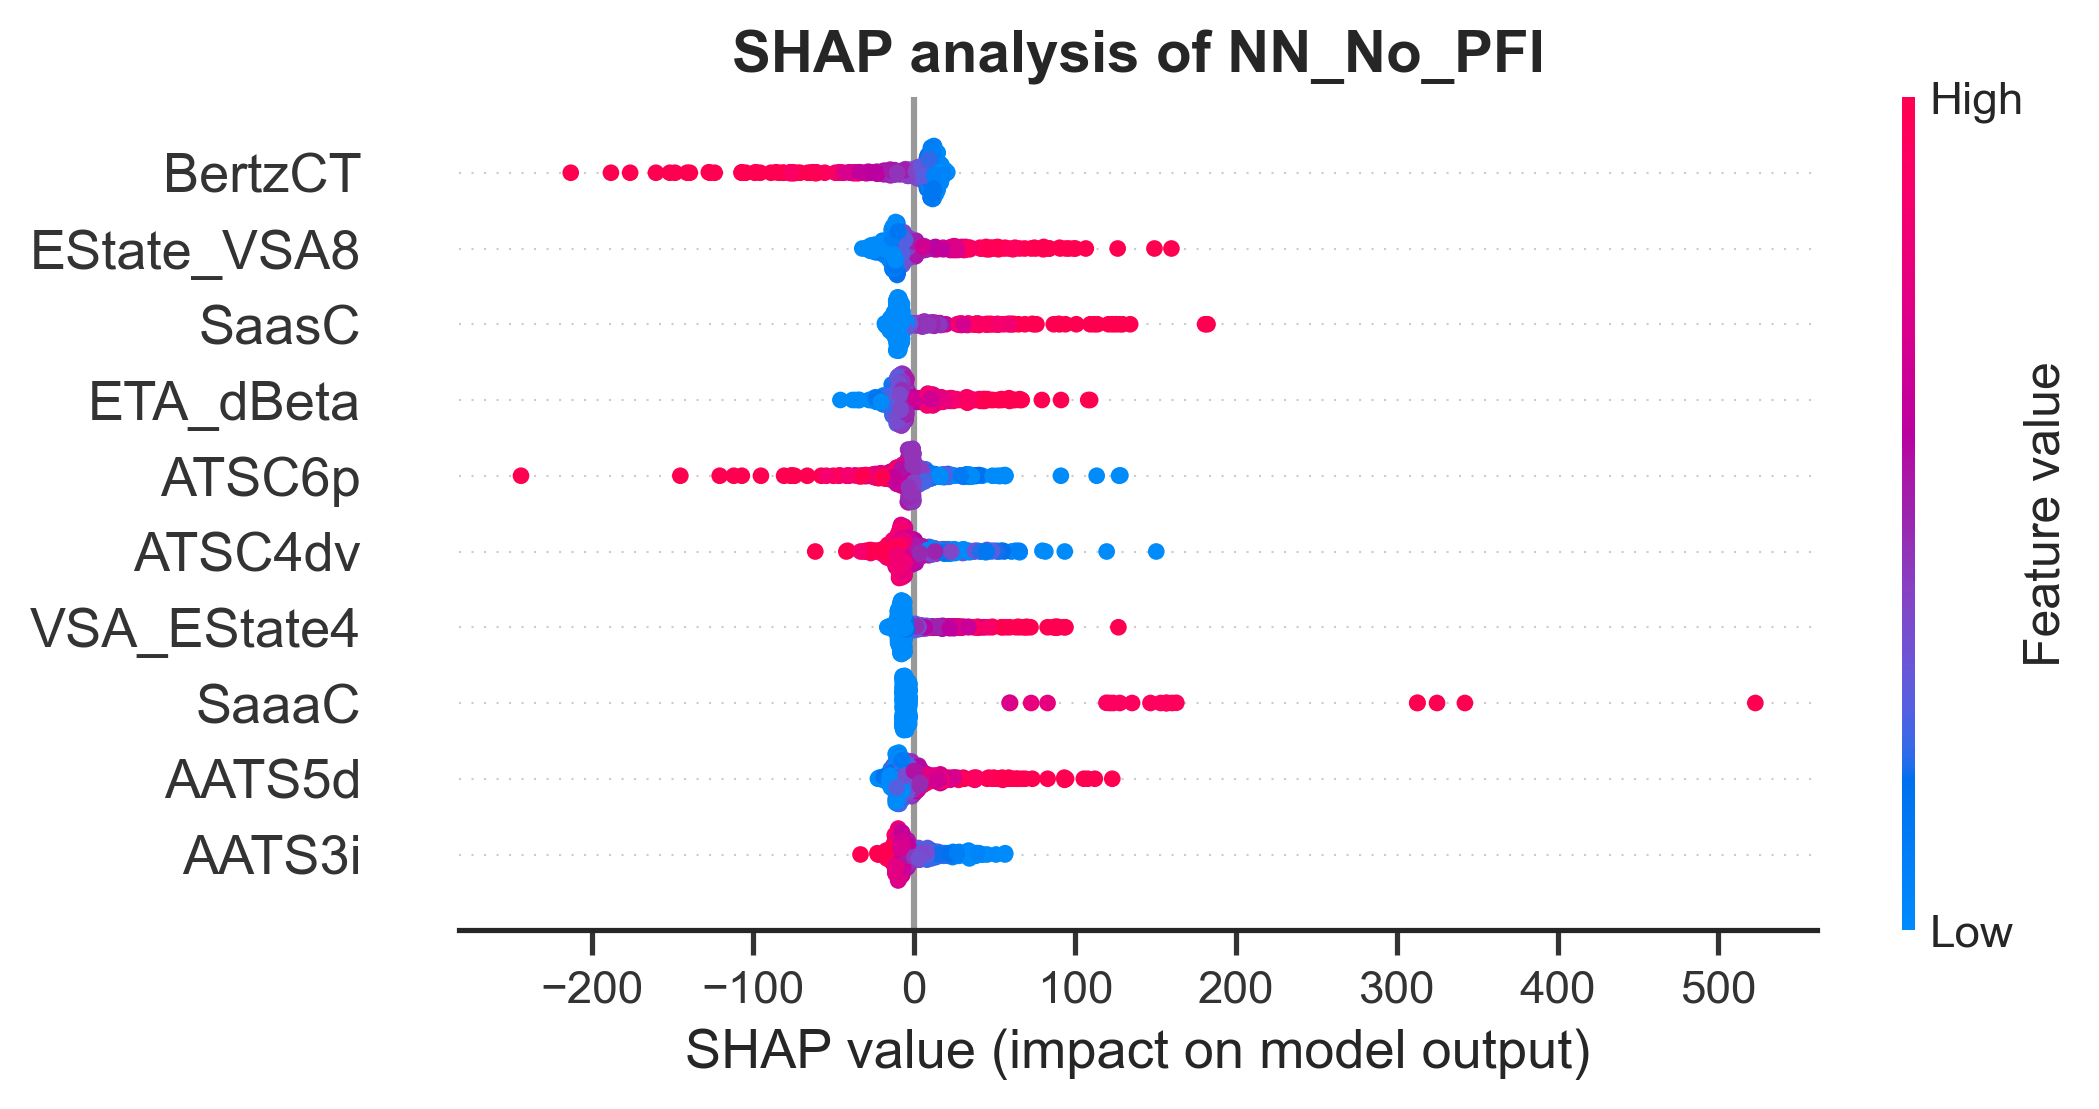 SHAP analysis of NN_No_PFI
High
BertzCT
EState_VSA8
SaasC
ETA_dBeta
ATSC6p
ATSC4dv
VSA_EState4
SaaaC
AATS5d
AATS3i
Feature value
Low
−200 −100 0 100 200 300 400 500
SHAP value (impact on model output)